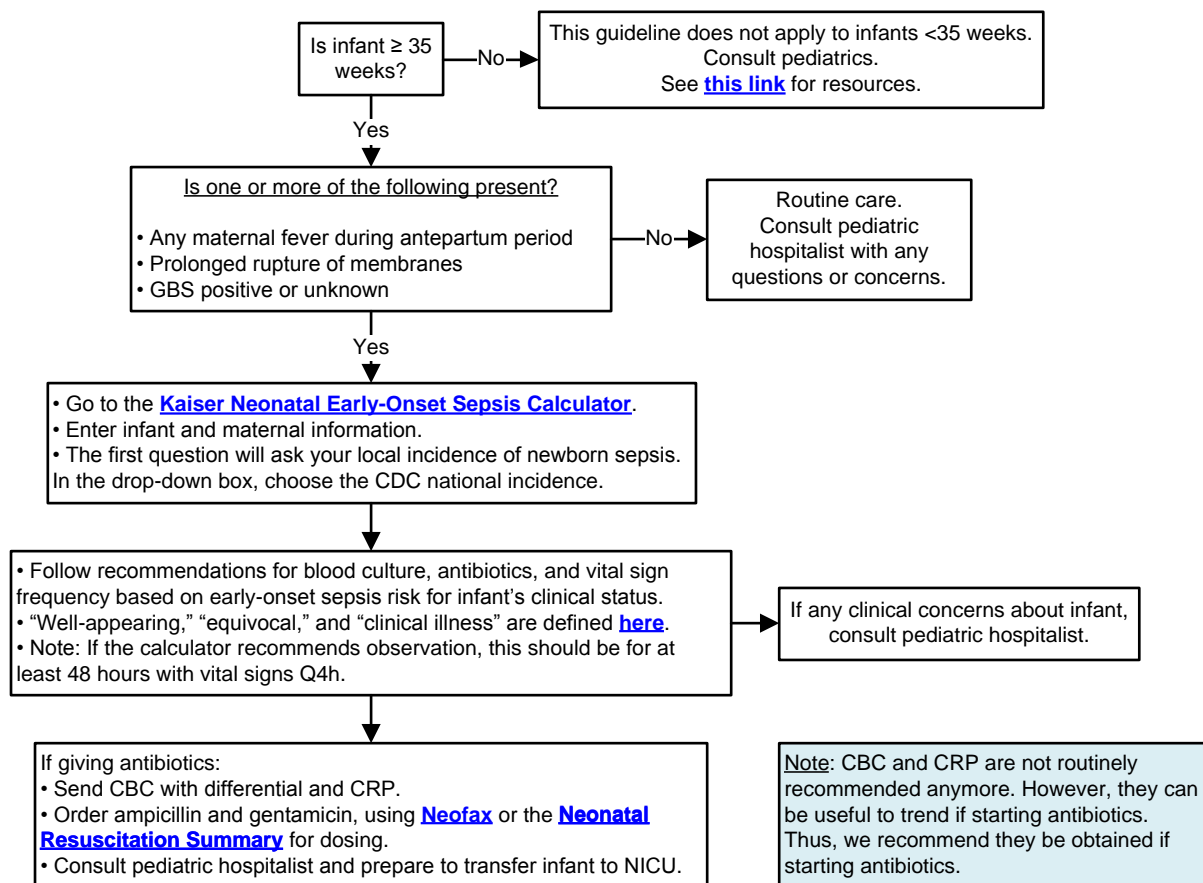 Is infant ≥ 35
weeks?
No
This guideline does not apply to infants <35 weeks.
Consult pediatrics.
See this link for resources.
Yes
Is one or more of the following present?
• Any maternal fever during antepartum period
• Prolonged rupture of membranes
• GBS positive or unknown
No
Routine care.
Consult pediatric
hospitalist with any
questions or concerns.
Yes
• Go to the Kaiser Neonatal Early-Onset Sepsis Calculator.
• Enter infant and maternal information.
• The first question will ask your local incidence of newborn sepsis.
In the drop-down box, choose the CDC national incidence.
• Follow recommendations for blood culture, antibiotics, and vital sign
frequency based on early-onset sepsis risk for infant’s clinical status.
• “Well-appearing,” “equivocal,” and “clinical illness” are defined here.
• Note: If the calculator recommends observation, this should be for at
least 48 hours with vital signs Q4h.
If any clinical concerns about infant,
consult pediatric hospitalist.
If giving antibiotics:
• Send CBC with differential and CRP.
• Order ampicillin and gentamicin, using Neofax or the Neonatal
Resuscitation Summary for dosing.
• Consult pediatric hospitalist and prepare to transfer infant to NICU.
Note: CBC and CRP are not routinely
recommended anymore. However, they can
be useful to trend if starting antibiotics.
Thus, we recommend they be obtained if
starting antibiotics.